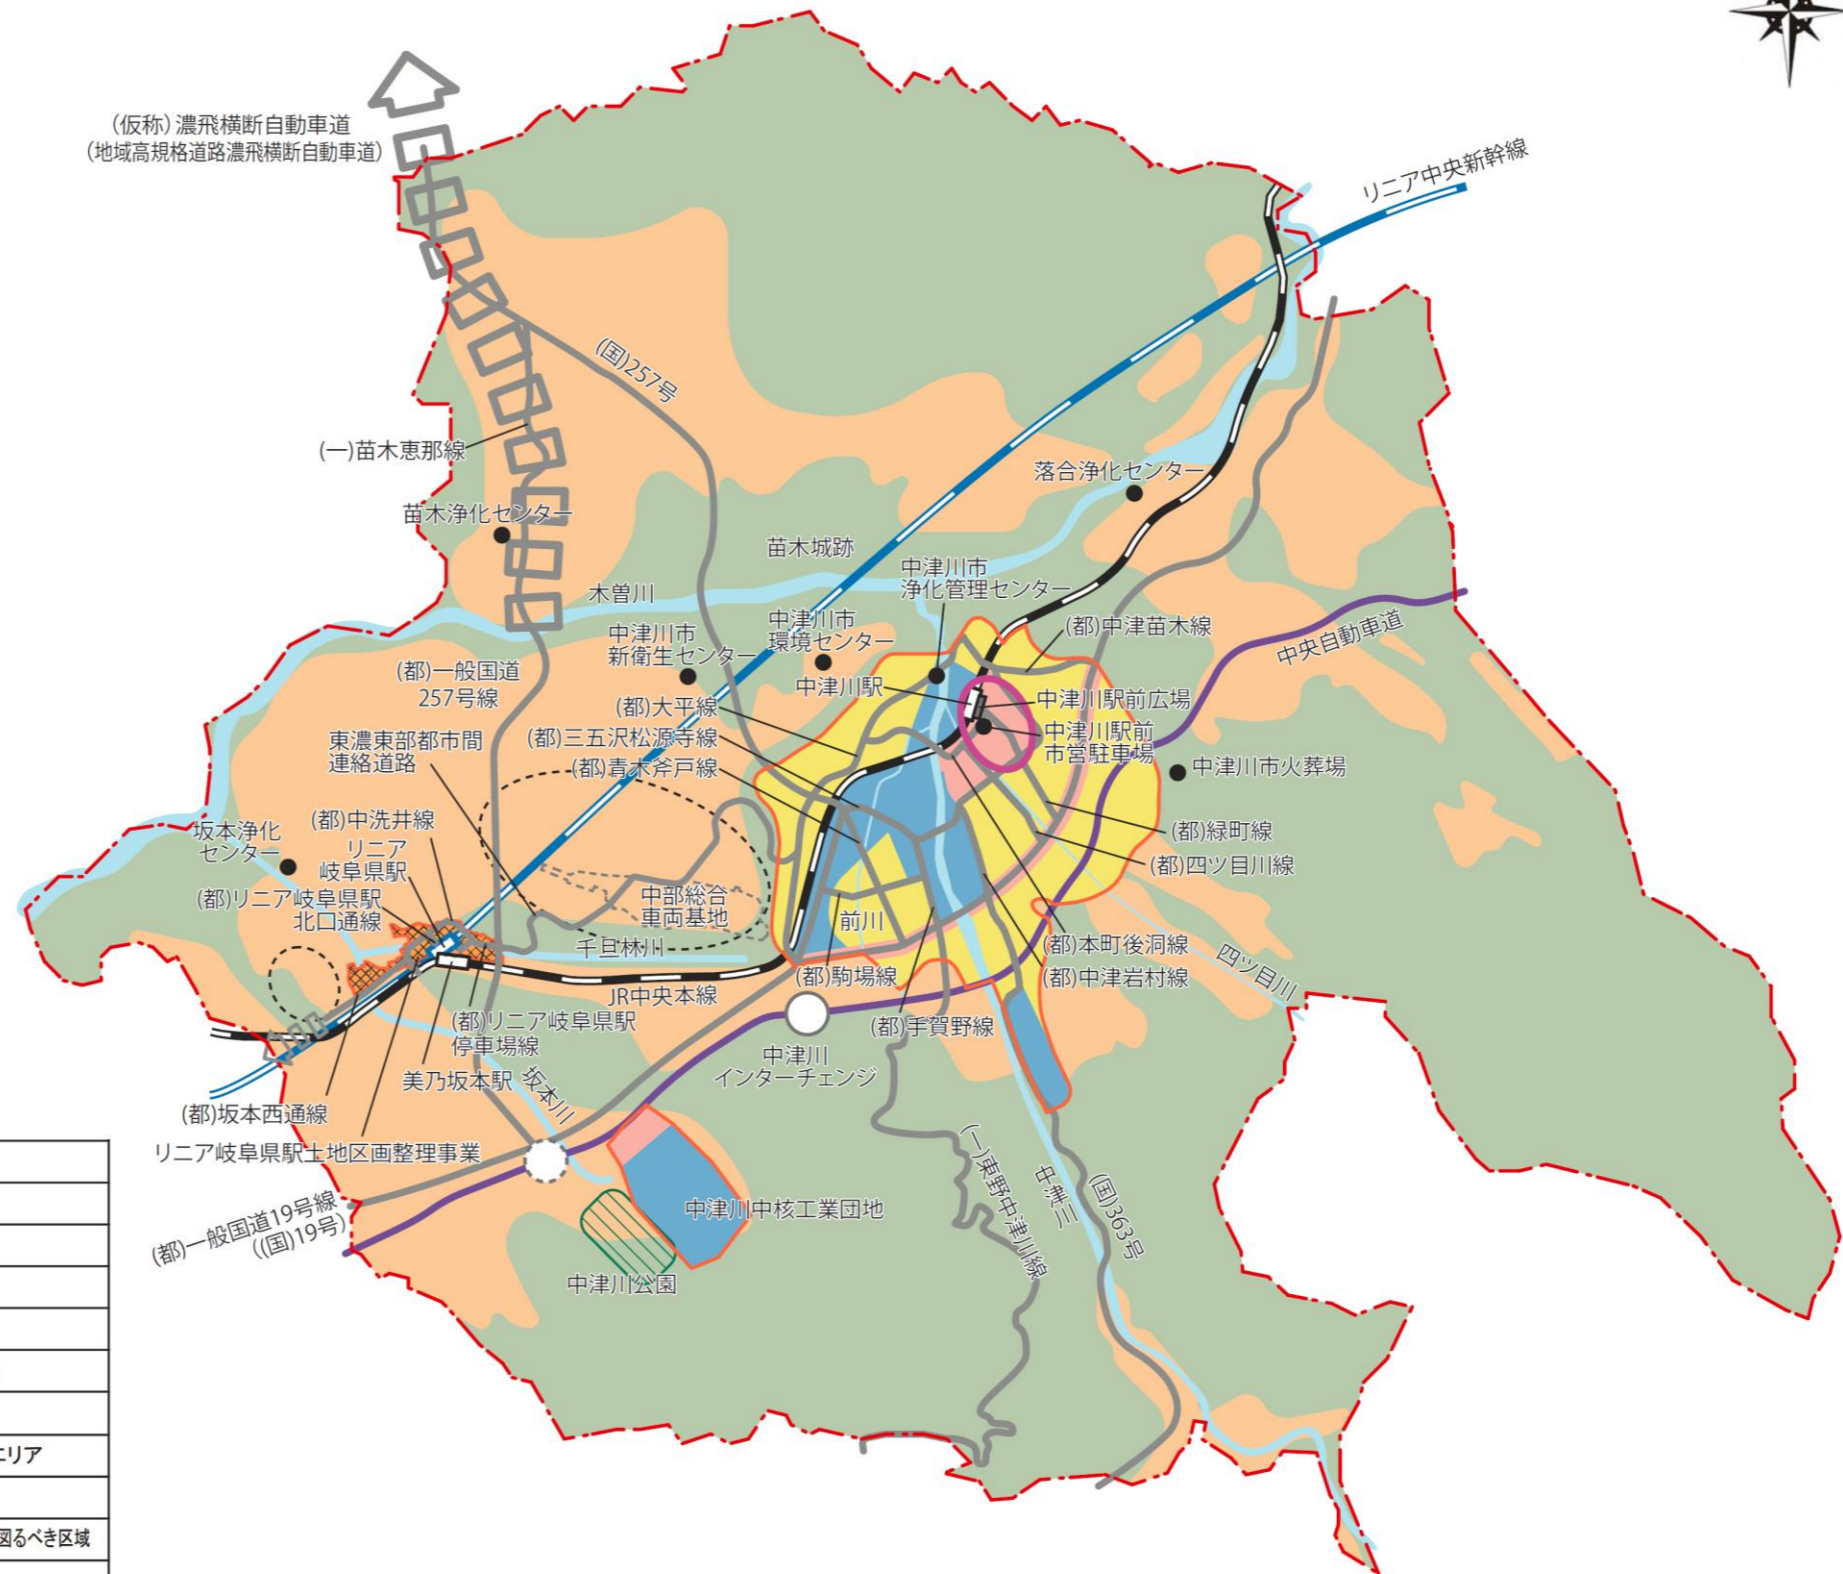 (仮称)濃飛横断自動車道
(地域高規格道路濃飛横断自動車道)
リニア中央新幹線
(国)257号
(一)苗木恵那線
落合浄化センター
苗木浄化センター
苗木城跡
中津川市
浄化管理センター
木曽川
中津川市
環境センター
中津川市
新衛生センター
(都)中津苗木線
中央自動車道
(都)一般国道
257号線
中津川駅
中津川駅前広場
(都)大平線
中津川駅前
市営駐車場
東濃東部都市間
連絡道路
(都)三五沢松源寺線
(都)青木斧戸線
中津川市火葬場
坂本浄化
センター
(都)中洗井線
リニア
岐阜県駅
(都)緑町線
(都)四ツ目川線
(都)リニア岐阜県駅
北口通線
中部総合
車両基地
前川
千旦林川
(都)本町後洞線
四ツ目川
(都)駒場線
(都)中津岩村線
JR中央本線
(都)リニア岐阜県駅
停車場線
(都)手賀野線
中津川
インターチェンジ
美乃坂本駅
坂本川
(都)坂本西通線
リニア岐阜県駅土地区画整理事業
(一)東野中津川線
中津川
(国)363号
(都)一般国道19号線
((国)19号)
中津川中核工業団地
中津川公園
エリア
図るべき区域